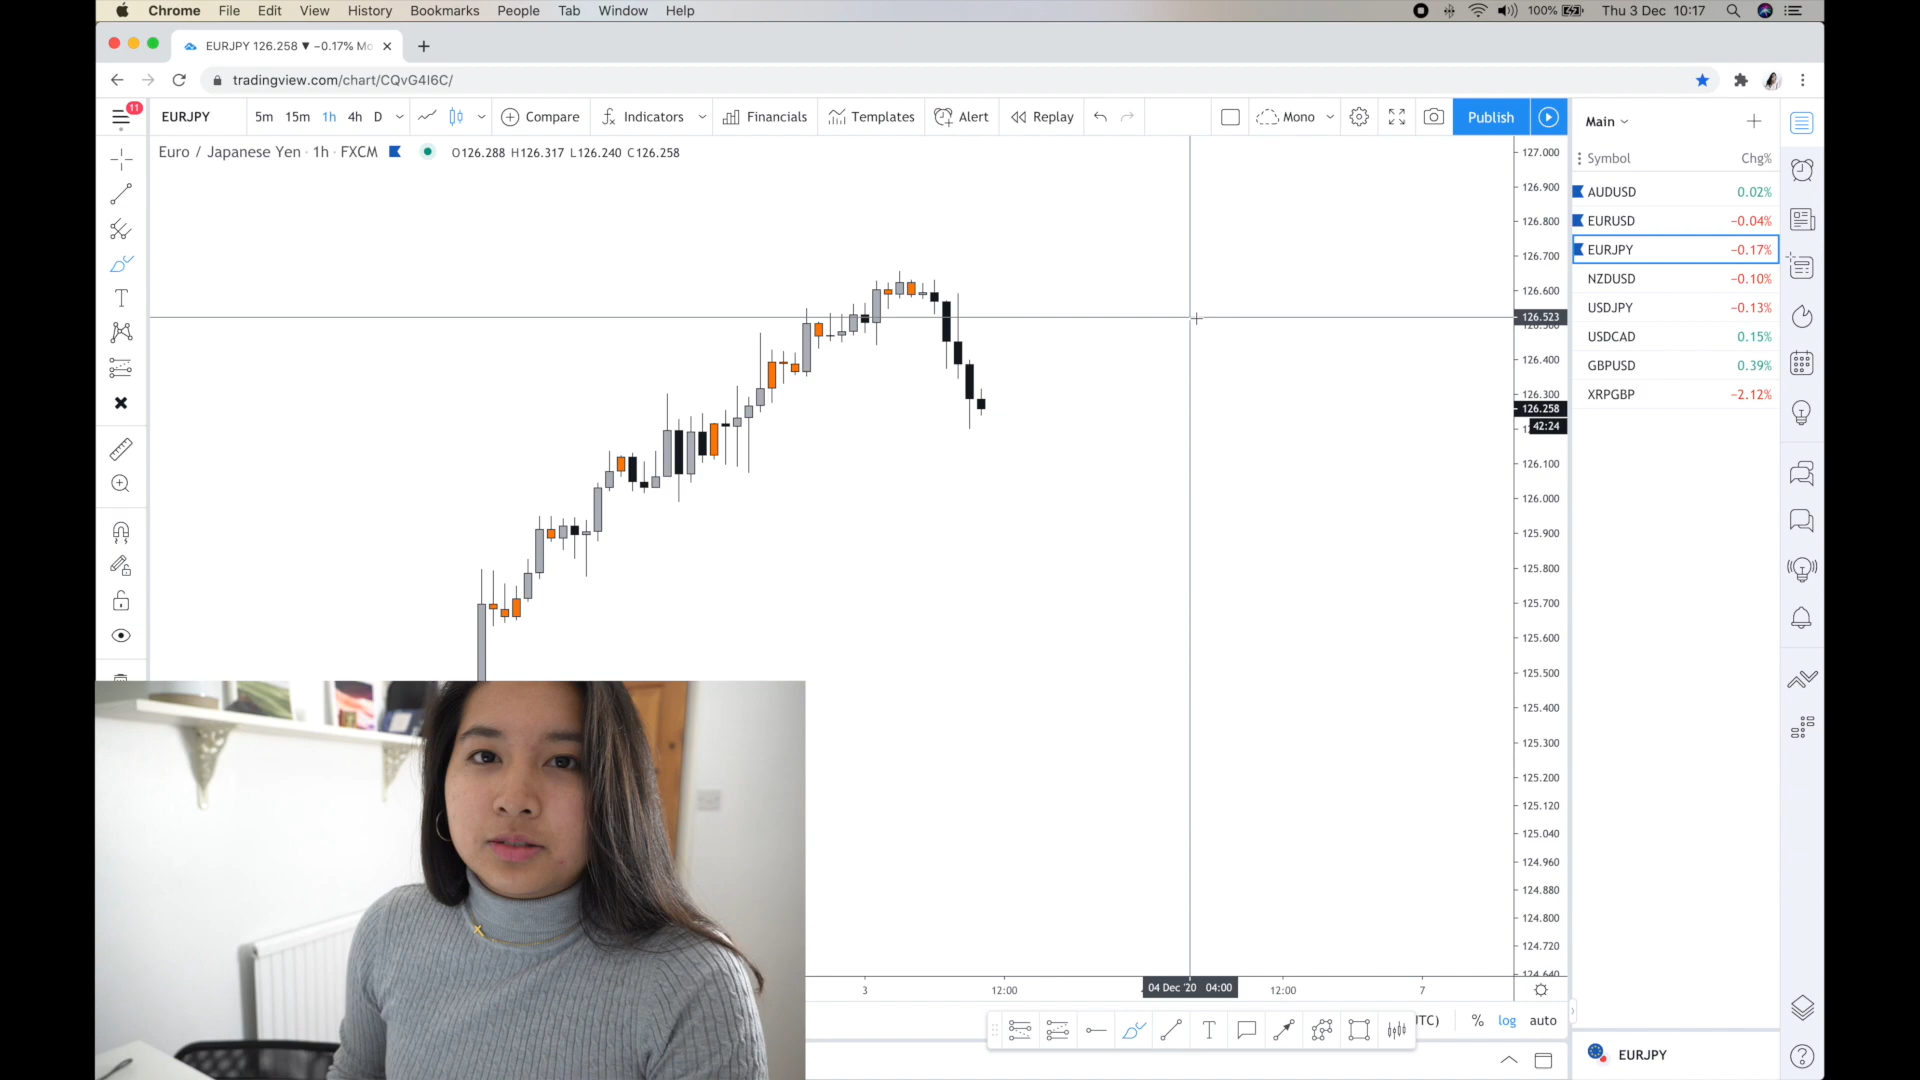 Chrome File Edit View History Bookmarks People Tab Window Help 100% Thu 3 Dec 10:17
EURJPY 126.258 ▼ −0.17% Mo
tradingview.com/chart/CQvG4I6C/
11
EURJPY 5m 15m 1h 4h D Compare Indicators Financials Templates Alert Replay Mono Publish
Euro / Japanese Yen · 1h · FXCM O126.288 H126.317 L126.240 C126.258
Main
Symbol Chg%
AUDUSD 0.02%
EURUSD −0.04%
EURJPY −0.17%
NZDUSD −0.10%
USDJPY −0.13%
USDCAD 0.15%
GBPUSD 0.39%
XRPGBP −2.12%
127.000
126.900
126.800
126.700
126.600
126.523
126.400
126.300
126.258
42:24
126.100
126.000
125.900
125.800
125.700
125.600
125.500
125.400
125.300
125.200
125.120
125.040
124.960
124.880
124.800
124.720
124.640
3 12:00 04 Dec '20 04:00 12:00 7
TC) % log auto
EURJPY